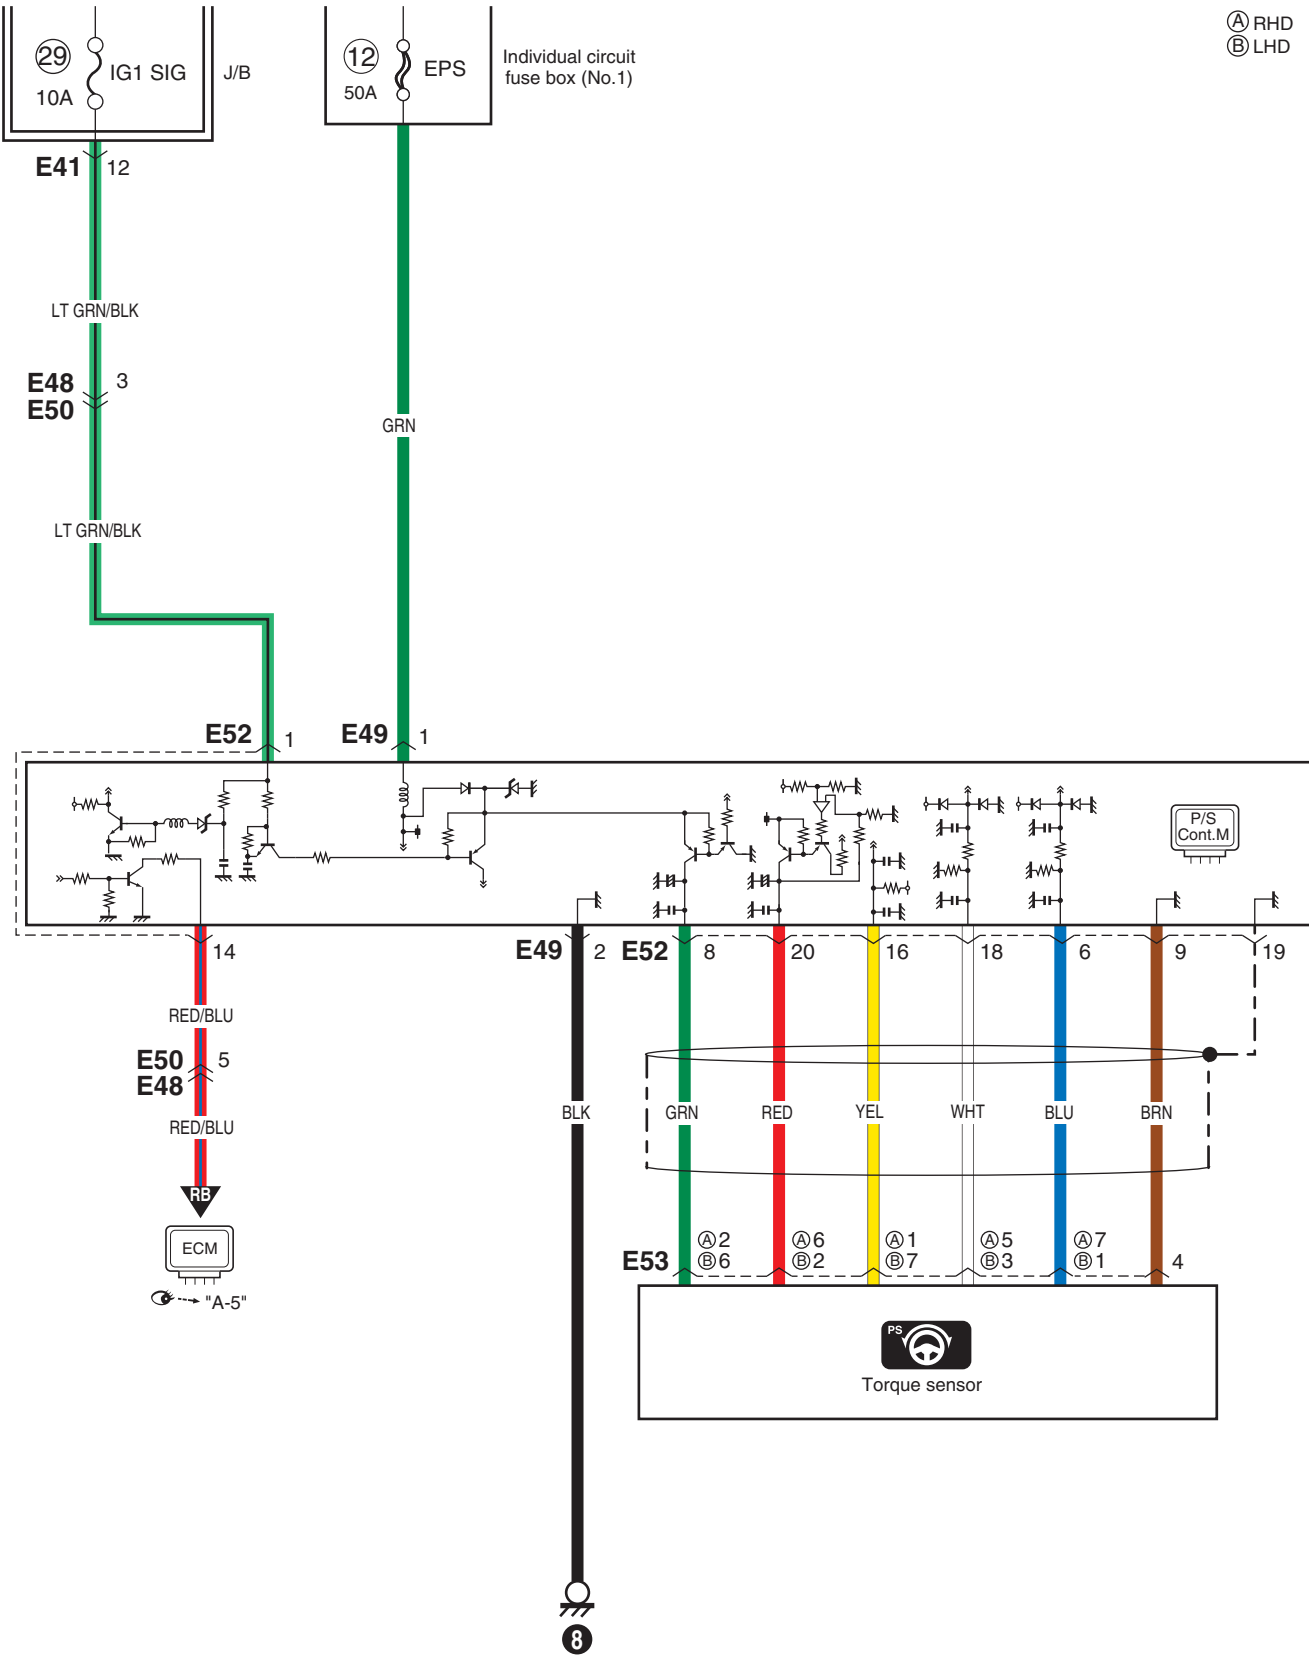 Ⓐ RHD
Ⓑ LHD
29
10A
IG1 SIG
J/B
12
50A
EPS
Individual circuit
fuse box (No.1)
E41
12
LT GRN/BLK
E48
3
E50
GRN
LT GRN/BLK
E52
1
E49
1
P/S
Cont.M
14
E49
2
E52
8
20
16
18
6
9
19
RED/BLU
E50
5
E48
RED/BLU
BLK
GRN
RED
YEL
WHT
BLU
BRN
RB
ECM
"A-5"
E53
Ⓐ2
Ⓑ6
Ⓐ6
Ⓑ2
Ⓐ1
Ⓑ7
Ⓐ5
Ⓑ3
Ⓐ7
Ⓑ1
4
PS
Torque sensor
8